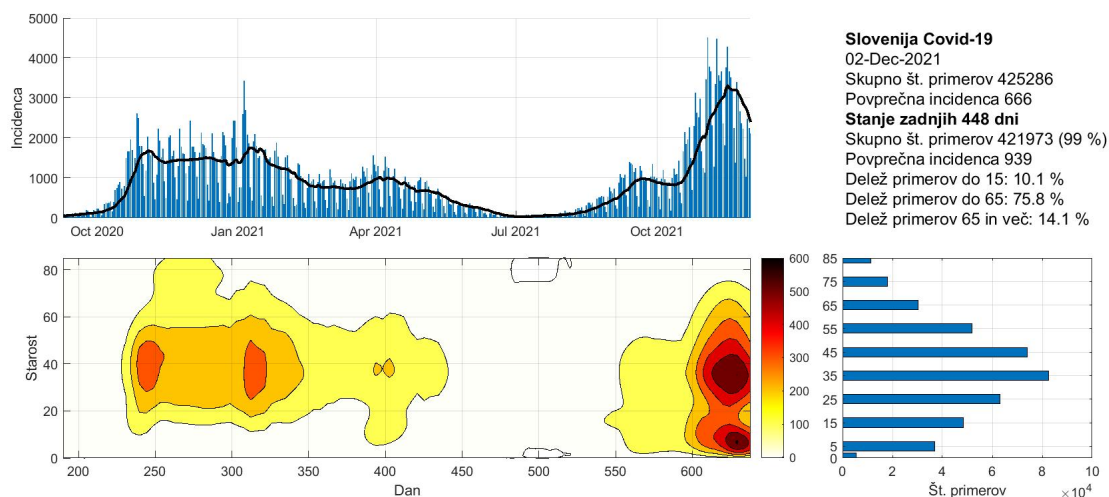 5000
4000
3000
2000
1000
0
Incidenca
Oct 2020 Jan 2021 Apr 2021 Jul 2021 Oct 2021
Slovenija Covid-19
02-Dec-2021
Skupno št. primerov 425286
Povprečna incidenca 666
Stanje zadnjih 448 dni
Skupno št. primerov 421973 (99 %)
Povprečna incidenca 939
Delež primerov do 15: 10.1 %
Delež primerov do 65: 75.8 %
Delež primerov 65 in več: 14.1 %
80
60
40
20
0
Starost
200 250 300 350 400 450 500 550 600
Dan
600
500
400
300
200
100
0
85
75
65
55
45
35
25
15
5
0
0 2 4 6 8 10
Št. primerov
×10⁴